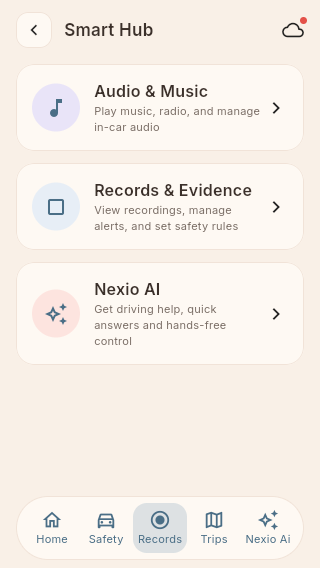 Smart Hub
Audio & Music
Play music, radio, and manage
in-car audio
Records & Evidence
View recordings, manage
alerts, and set safety rules
Nexio AI
Get driving help, quick
answers and hands-free
control
Home
Safety
Records
Trips
Nexio Ai